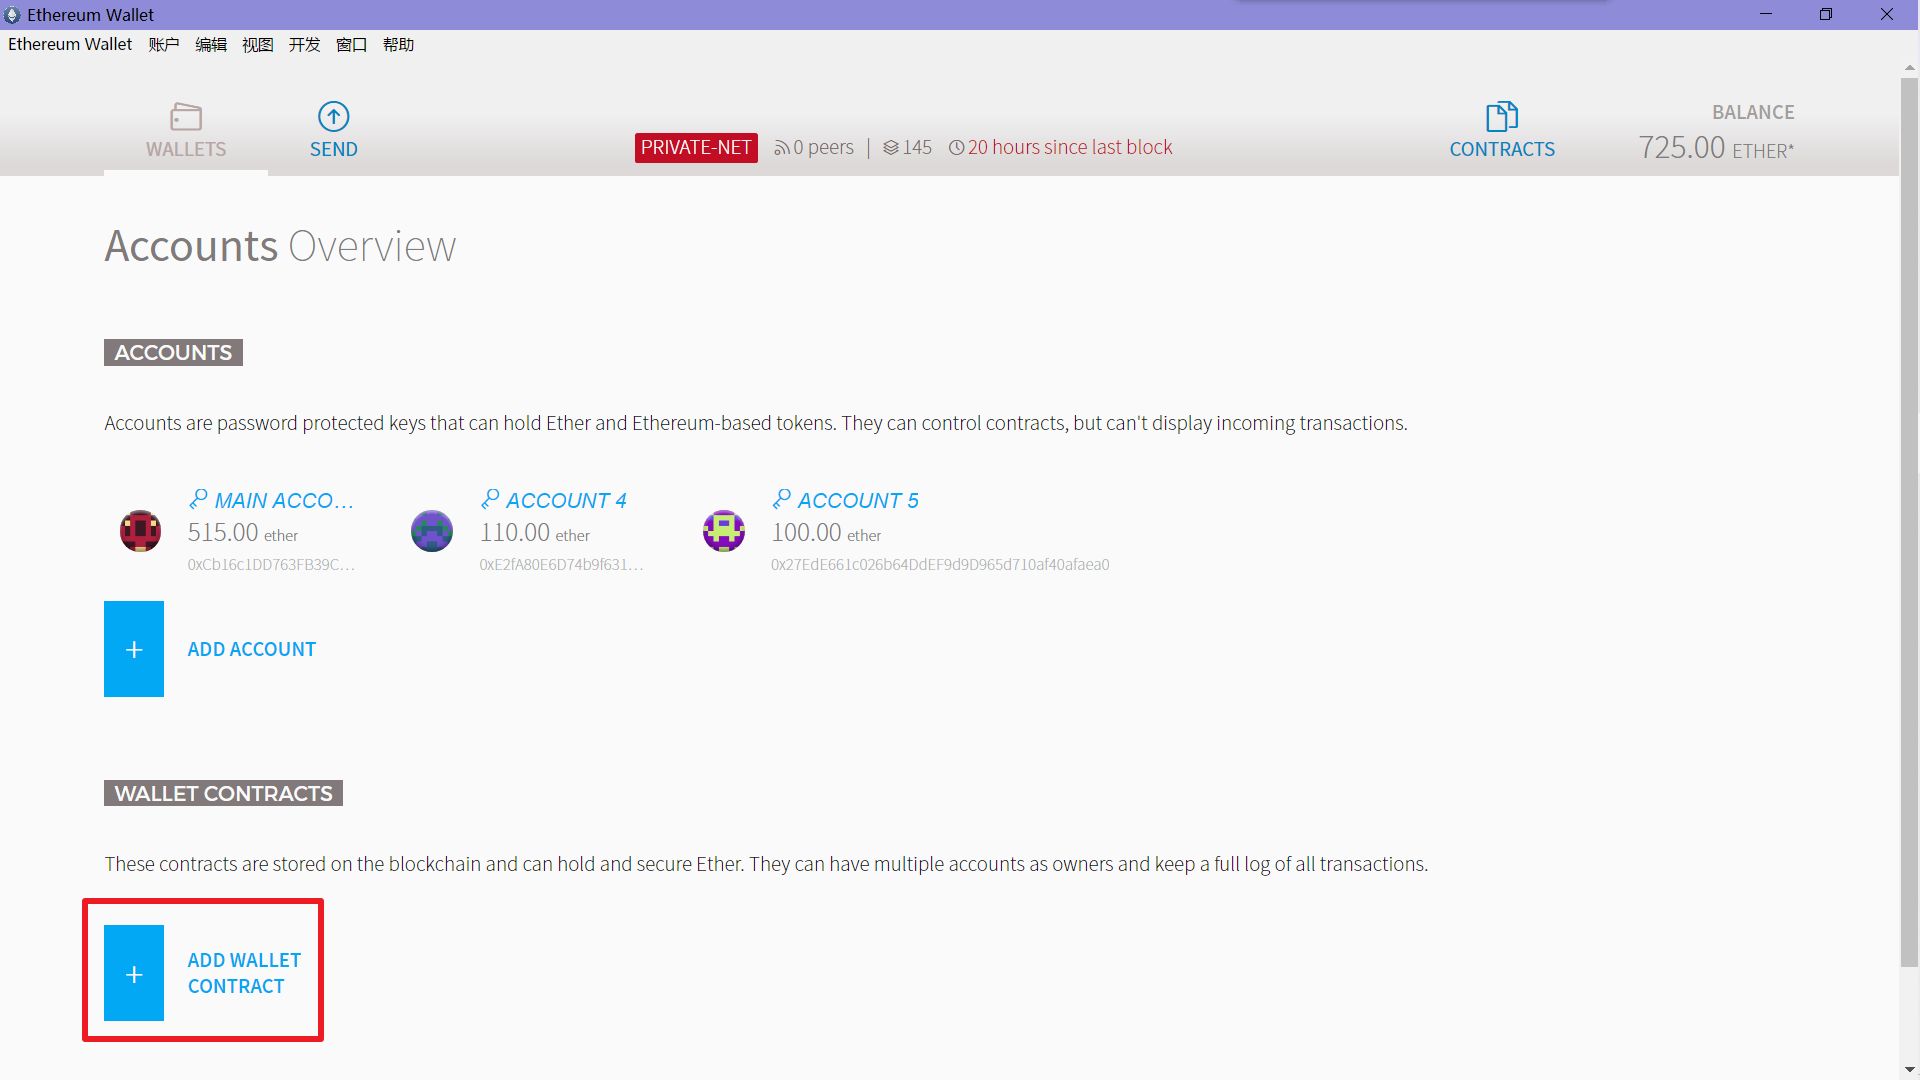 Ethereum Wallet
Ethereum Wallet 账户 编辑 视图 开发 窗口 帮助
WALLETS
SEND
PRIVATE-NET 0 peers | 145 20 hours since last block
CONTRACTS
BALANCE
725.00 ETHER*
Accounts Overview
ACCOUNTS
Accounts are password protected keys that can hold Ether and Ethereum-based tokens. They can control contracts, but can't display incoming transactions.
MAIN ACCO...
515.00 ether
0xCb16c1DD763FB39C...
ACCOUNT 4
110.00 ether
0xE2fA80E6D74b9f631...
ACCOUNT 5
100.00 ether
0x27EdE661c026b64DdEF9d9D965d710af40afaea0
+ ADD ACCOUNT
WALLET CONTRACTS
These contracts are stored on the blockchain and can hold and secure Ether. They can have multiple accounts as owners and keep a full log of all transactions.
+ ADD WALLET
CONTRACT